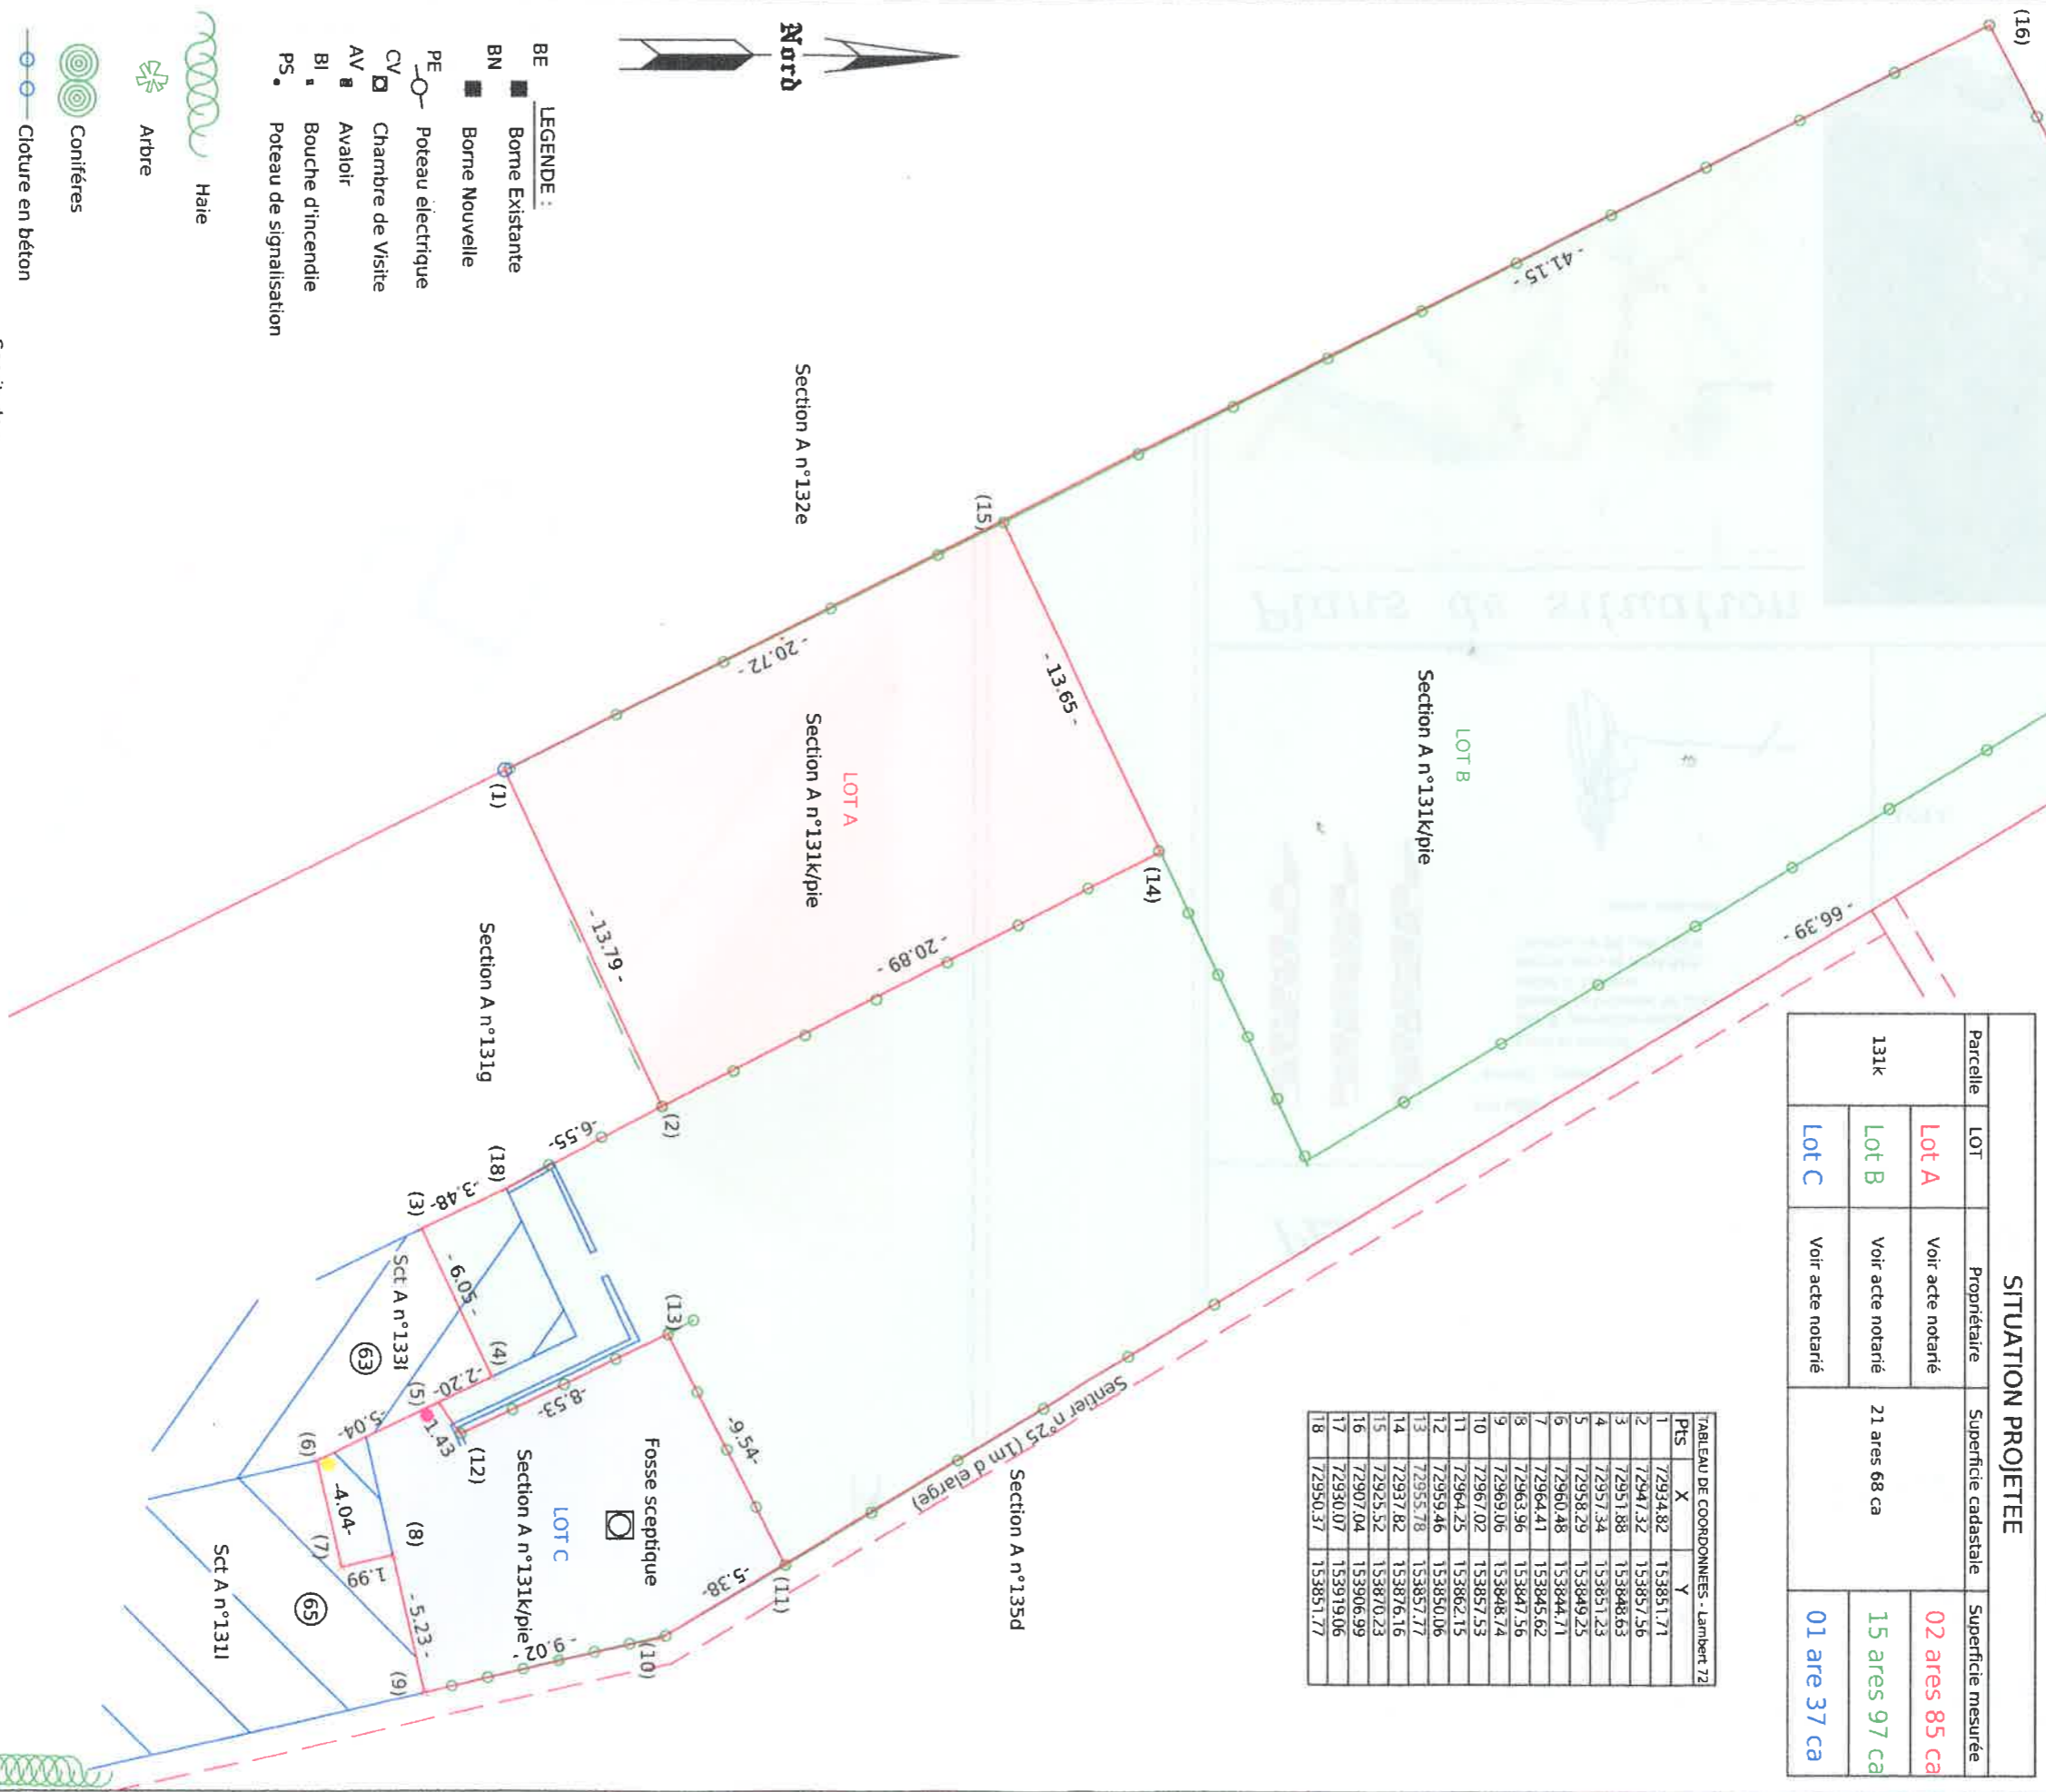 SITUATION PROJETEE
Parcelle LOT Propriétaire Superficie cadastale Superficie mesurée
131k
Lot A Voir acte notarié 02 ares 85 ca
Lot B Voir acte notarié 21 ares 68 ca 15 ares 97 ca
Lot C Voir acte notarié 01 are 37 ca
TABLEAU DE COORDONNEES - Lambert 72
Pts X Y
1 72934.82 153851.71
2 72947.32 153857.56
3 72951.88 153848.63
4 72957.34 153851.23
5 72958.29 153849.25
6 72960.48 153844.71
7 72964.41 153845.62
8 72963.96 153847.56
9 72969.06 153848.74
10 72967.02 153857.53
11 72964.25 153862.15
12 72959.46 153850.06
13 72955.78 153857.77
14 72937.82 153876.16
15 72925.52 153870.23
16 72907.04 153906.99
17 72930.07 153919.06
18 72950.37 153851.77
(16)
- 41.15 -
- 66.39 -
LOT B
Section A n°131k/pie
Section A n°132e
(15)
- 13.65 -
(14)
- 20.72 -
LOT A
Section A n°131k/pie
- 20.89 -
(1)
- 13.79 -
(2)
Section A n°131g
-6.55-
(18)
-3.48-
(3)
- 6.05 -
(4)
Sct A n°133l
63
-2.20-
(5)
1.43
(12)
-5.04-
(6)
-4.04-
(7)
1.99
(8)
- 5.23 -
(9)
Sct A n°131l
65
(13)
-8.53-
-9.54-
Fosse sceptique
LOT C
Section A n°131k/pie
- 9.02 -
(10)
-5.38-
(11)
Sentier n°25 (1m d'élarge)
Section A n°135d
Nord
LEGENDE :
BE Borne Existante
BN Borne Nouvelle
PE Poteau électrique
CV Chambre de Visite
AV Avaloir
BI Bouche d'incendie
PS Poteau de signalisation
Haie
Arbre
Coniféres
Cloture en béton
Plans de situation